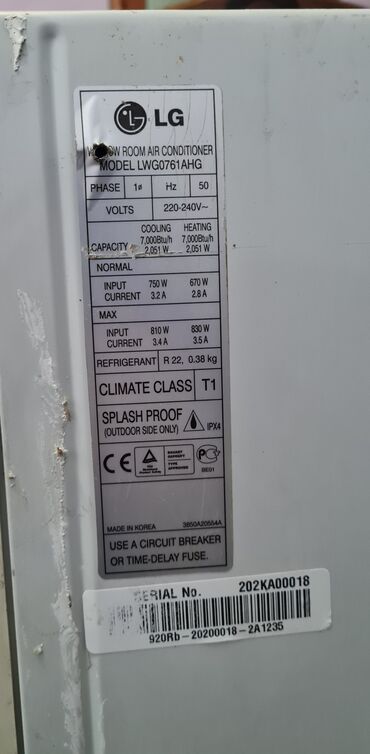 LG
ROOM AIR CONDITIONER
MODEL LWG0761AHG
PHASE 1ø Hz 50
VOLTS 220-240V~
COOLING HEATING
CAPACITY 7,000Btu/h 7,000Btu/h
2,051 W 2,051 W
NORMAL
INPUT 750 W 670 W
CURRENT 3.2 A 2.8 A
MAX
INPUT 810 W 830 W
CURRENT 3.4 A 3.5 A
REFRIGERANT R 22, 0.38 kg
CLIMATE CLASS T1
SPLASH PROOF
(OUTDOOR SIDE ONLY) IPX4
CE
TYPE
APPROVED
BE01
MADE IN KOREA 3850A20554A
USE A CIRCUIT BREAKER
OR TIME-DELAY FUSE.
SERIAL No. 202KA00018
920Rb-20200018-2A1235